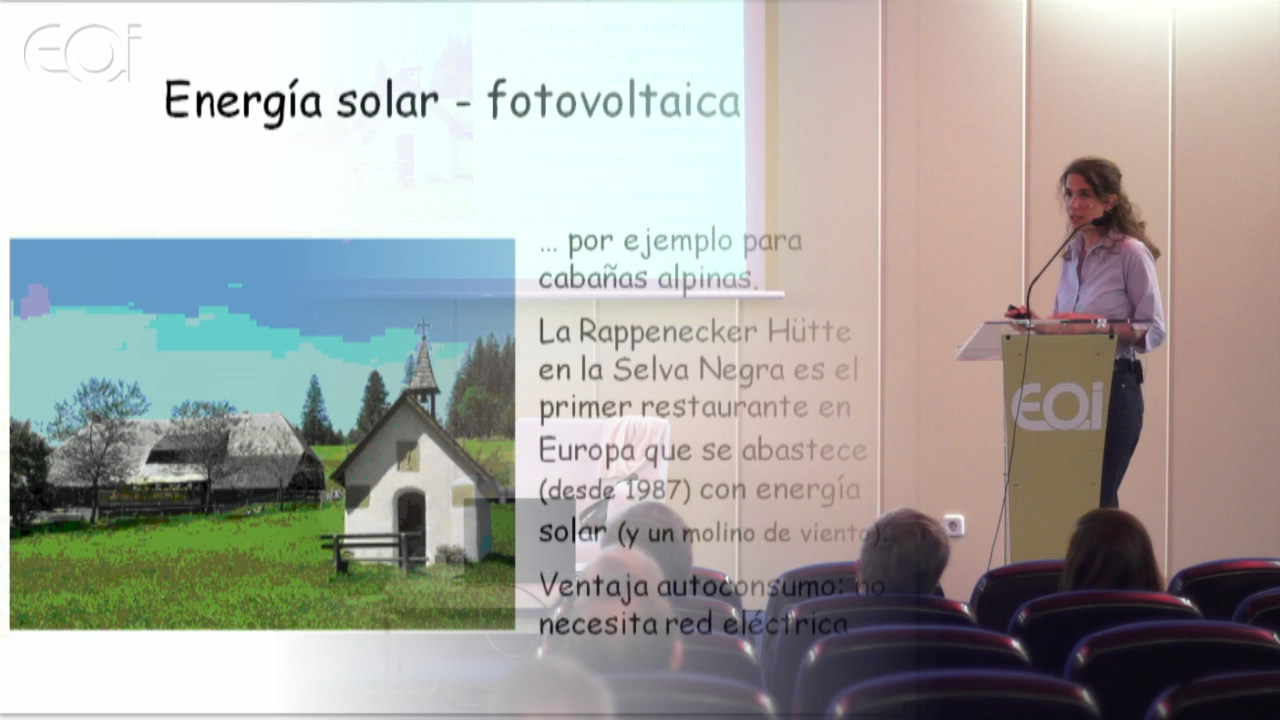 EOi
Energía solar - fotovoltaica
... por ejemplo para
cabañas alpinas.
La Rappenecker Hütte
en la Selva Negra es el
primer restaurante en
Europa que se abastece
(desde 1987) con energía
solar (y un molino de viento).
Ventaja autoconsumo: no
necesita red eléctrica
EOi